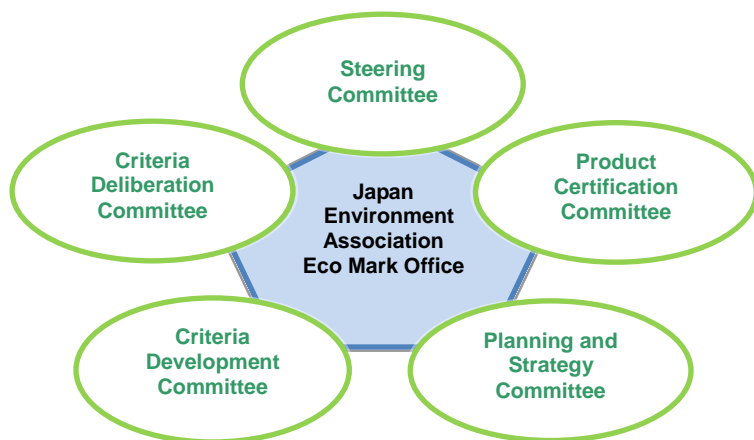 Steering
Committee
Criteria
Deliberation
Committee
Product
Certification
Committee
Japan
Environment
Association
Eco Mark Office
Criteria
Development
Committee
Planning and
Strategy
Committee